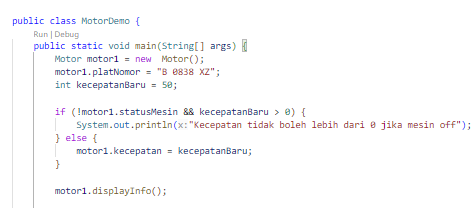 public class MotorDemo {
Run | Debug
public static void main(String[] args) {
Motor motor1 = new  Motor();
motor1.platNomor = "B 0838 XZ";
int kecepatanBaru = 50;
if (!motor1.statusMesin && kecepatanBaru > 0) {
System.out.println(x:"Kecepatan tidak boleh lebih dari 0 jika mesin off");
} else {
motor1.kecepatan = kecepatanBaru;
}
motor1.displayInfo();